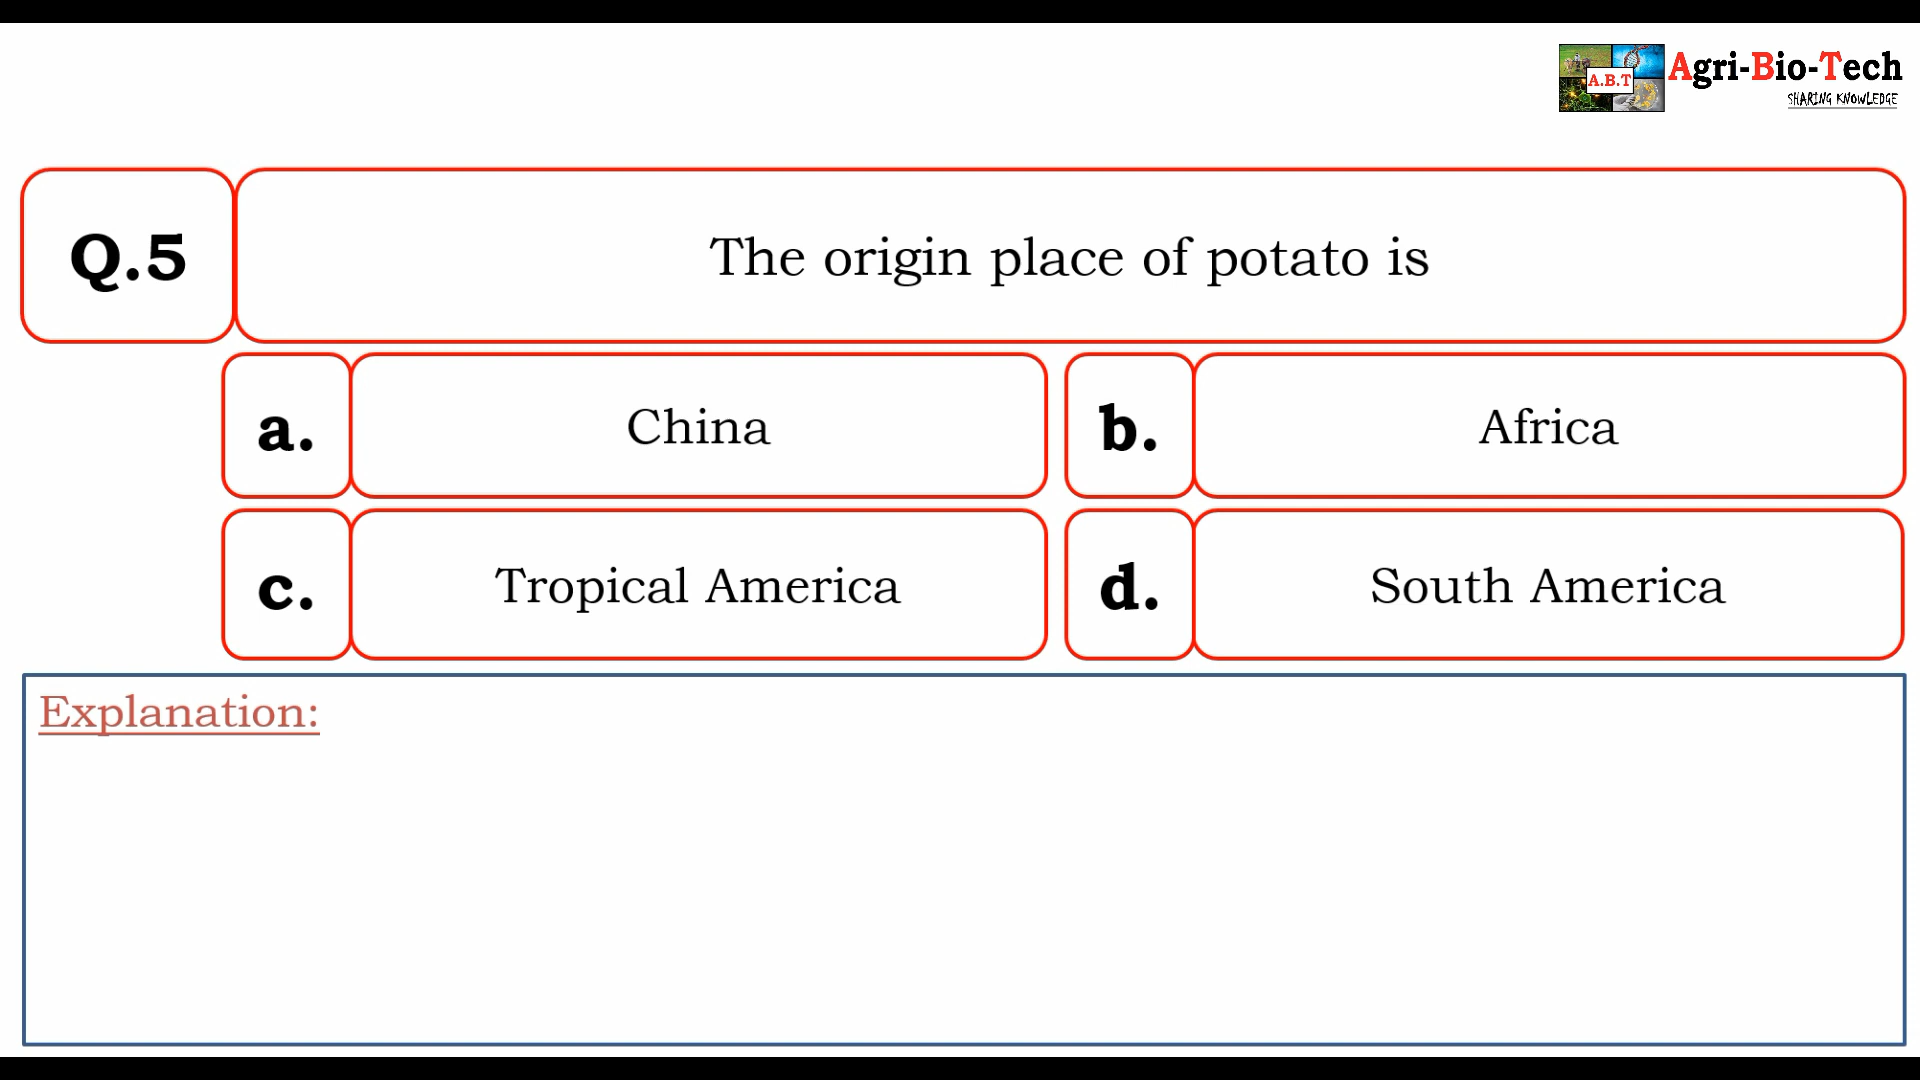 A.B.T
Agri-Bio-Tech
SHARING KNOWLEDGE
Q.5
The origin place of potato is
a.
China
b.
Africa
c.
Tropical America
d.
South America
Explanation: